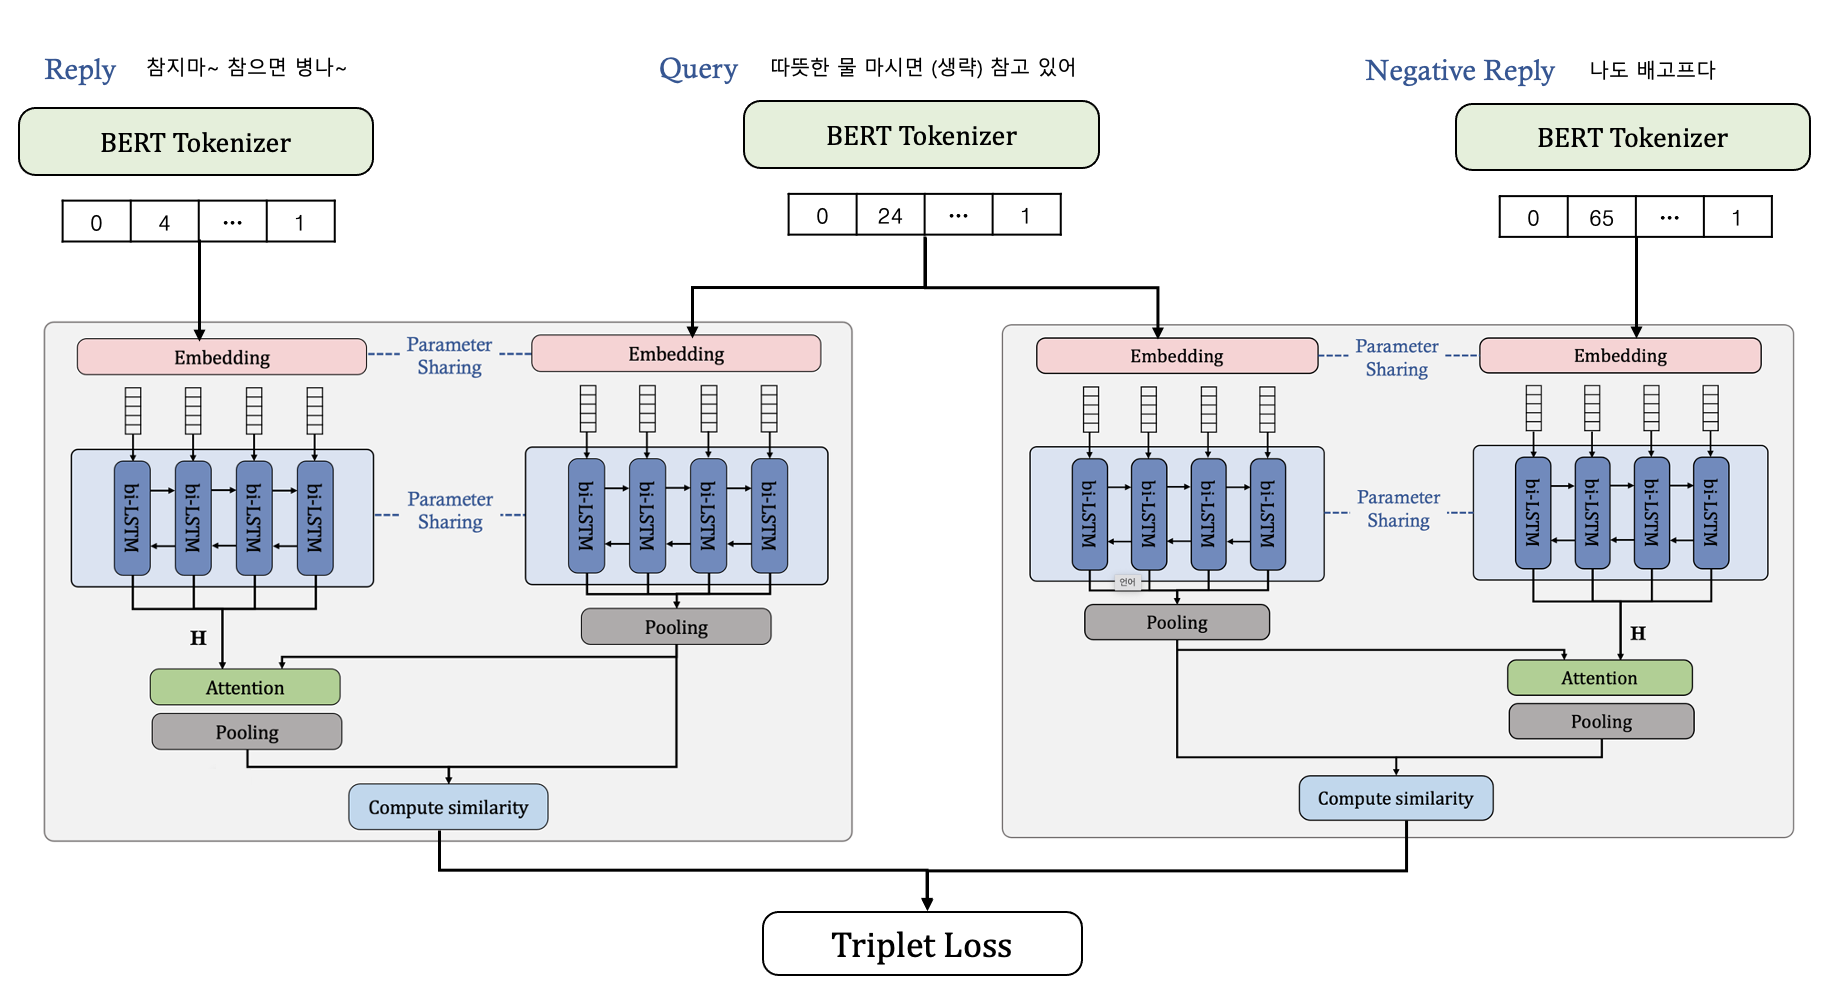 Reply 참지마~ 참으면 병나~
Query 따뜻한 물 마시면 (생략) 참고 있어
Negative Reply 나도 배고프다
BERT Tokenizer
BERT Tokenizer
BERT Tokenizer
0 4 ... 1
0 24 ... 1
0 65 ... 1
Embedding
Parameter
Sharing
Embedding
bi-LSTM bi-LSTM bi-LSTM bi-LSTM
Parameter
Sharing
bi-LSTM bi-LSTM bi-LSTM bi-LSTM
H
Pooling
Attention
Pooling
Compute similarity
Embedding
Parameter
Sharing
Embedding
bi-LSTM bi-LSTM bi-LSTM bi-LSTM
Parameter
Sharing
bi-LSTM bi-LSTM bi-LSTM bi-LSTM
언어
Pooling
H
Attention
Pooling
Compute similarity
Triplet Loss